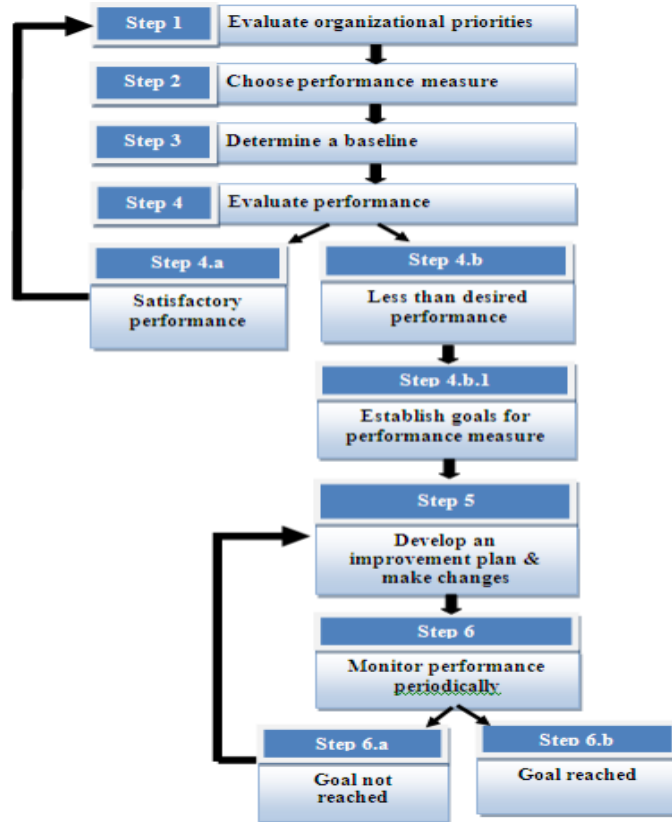 Step 1
Evaluate organizational priorities
Step 2
Choose performance measure
Step 3
Determine a baseline
Step 4
Evaluate performance
Step 4.a
Satisfactory
performance
Step 4.b
Less than desired
performance
Step 4.b.1
Establish goals for
performance measure
Step 5
Develop an
improvement plan &
make changes
Step 6
Monitor performance
periodically
Step 6.a
Goal not
reached
Step 6.b
Goal reached